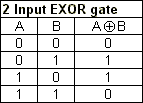 2 Input EXOR gate
A B A⊕B
0 0 0
0 1 1
1 0 1
1 1 0